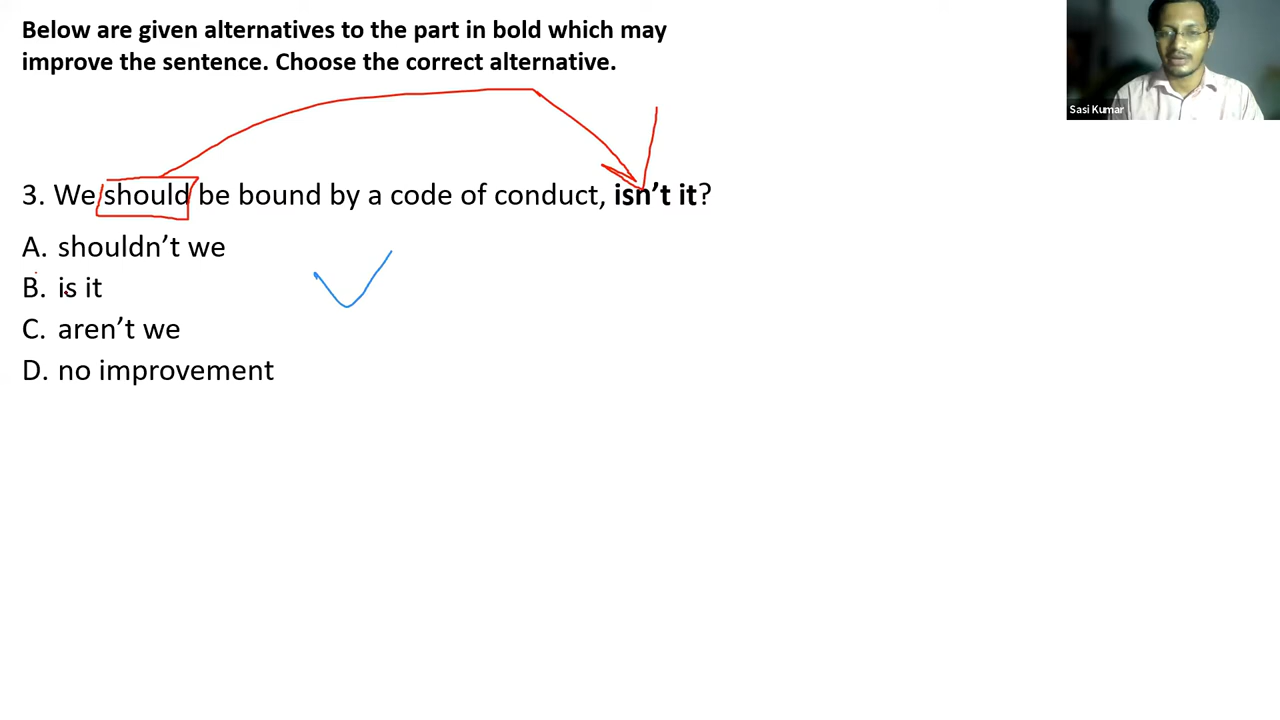 Below are given alternatives to the part in bold which may
improve the sentence. Choose the correct alternative.
Sasi Kumar
3. We should be bound by a code of conduct, isn’t it?
A. shouldn’t we
B. is it
C. aren’t we
D. no improvement